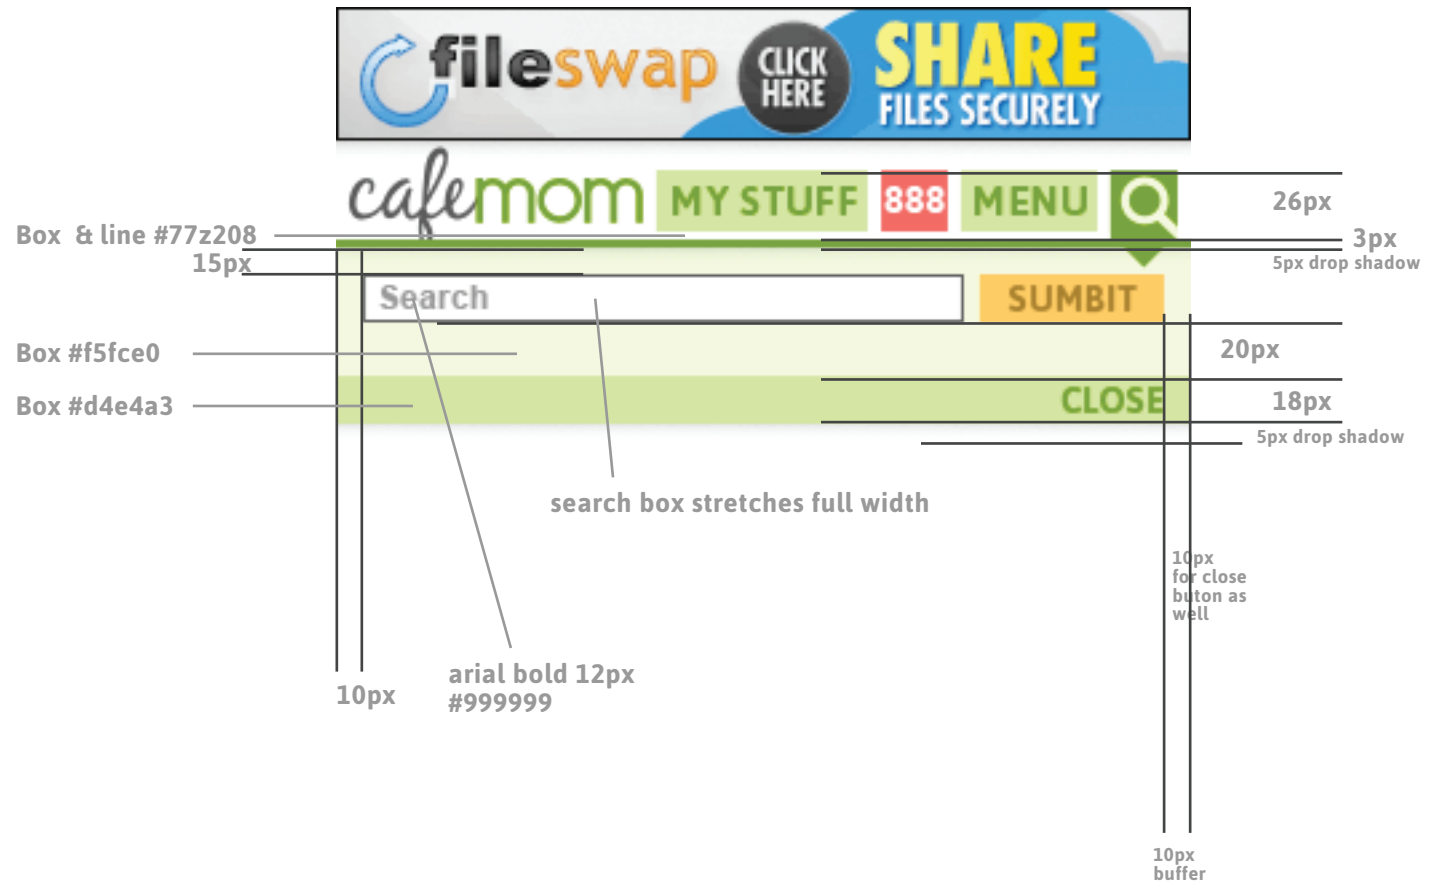 fileswap
CLICK
HERE
SHARE
FILES SECURELY
cafemom
MY STUFF
888
MENU
26px
Box & line #77z208
3px
15px
5px drop shadow
Search
SUMBIT
Box #f5fce0
20px
Box #d4e4a3
CLOSE
18px
5px drop shadow
search box stretches full width
10px
for close
buton as
well
arial bold 12px
#999999
10px
10px
buffer